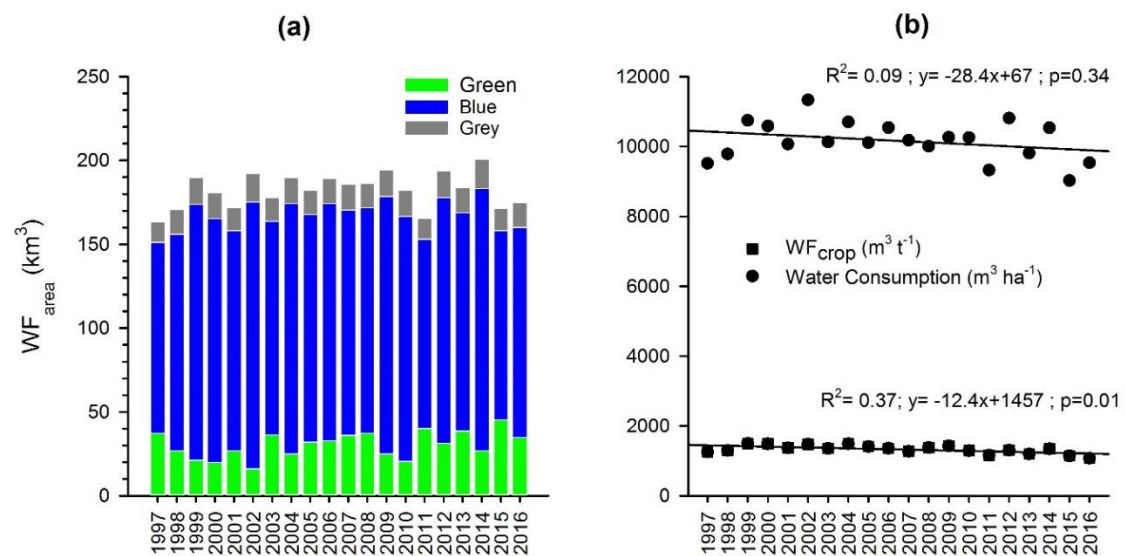 (a)
250
200
150
100
50
0
WF area (km³)
Green
Blue
Grey
1997 1998 1999 2000 2001 2002 2003 2004 2005 2006 2007 2008 2009 2010 2011 2012 2013 2014 2015 2016
(b)
12000
10000
8000
6000
4000
2000
0
R²= 0.09 ; y= -28.4x+67 ; p=0.34
WFcrop (m³ t⁻¹)
Water Consumption (m³ ha⁻¹)
R²= 0.37; y= -12.4x+1457 ; p=0.01
1997 1998 1999 2000 2001 2002 2003 2004 2005 2006 2007 2008 2009 2010 2011 2012 2013 2014 2015 2016